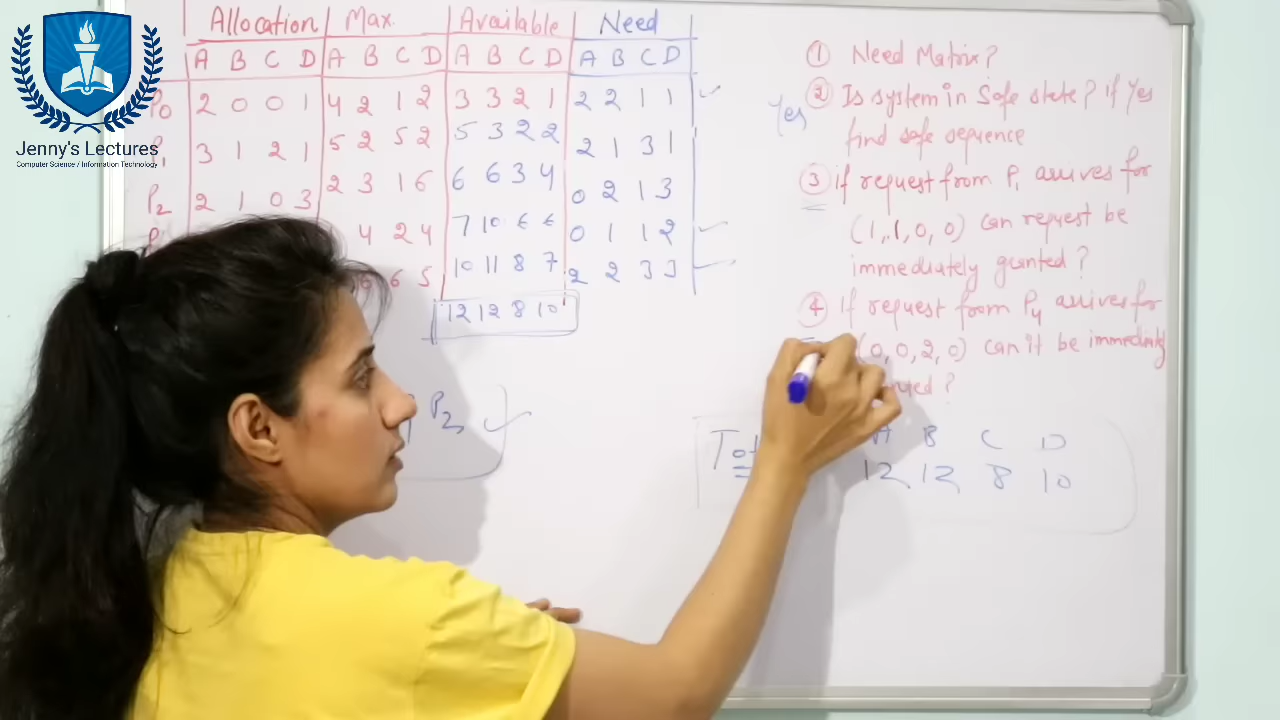 Allocation Max. Available Need
A B C D A B C D A B C D A B C D
P0 2 0 0 1 4 2 1 2 3 3 2 1 2 2 1 1
3 1 2 1 5 2 5 2 5 3 2 2 2 1 3 1
P2 2 1 0 3 2 3 1 6 6 6 3 4 0 2 1 3
4 2 4 7 10 6 6 0 1 1 2
6 5 10 11 8 7 2 2 3 3
12 12 8 10
P2
Jenny's Lectures
Computer Science / Information Technology
① Need Matrix?
Yes ② Is system in Safe state? if Yes
find safe sequence
③ if request from P1 arrives for
(1, 1, 0, 0) can request be
immediately granted?
④ if request from P4 arrives for
(0, 0, 2, 0) can it be immediately
?
A B C D
12 12 8 10